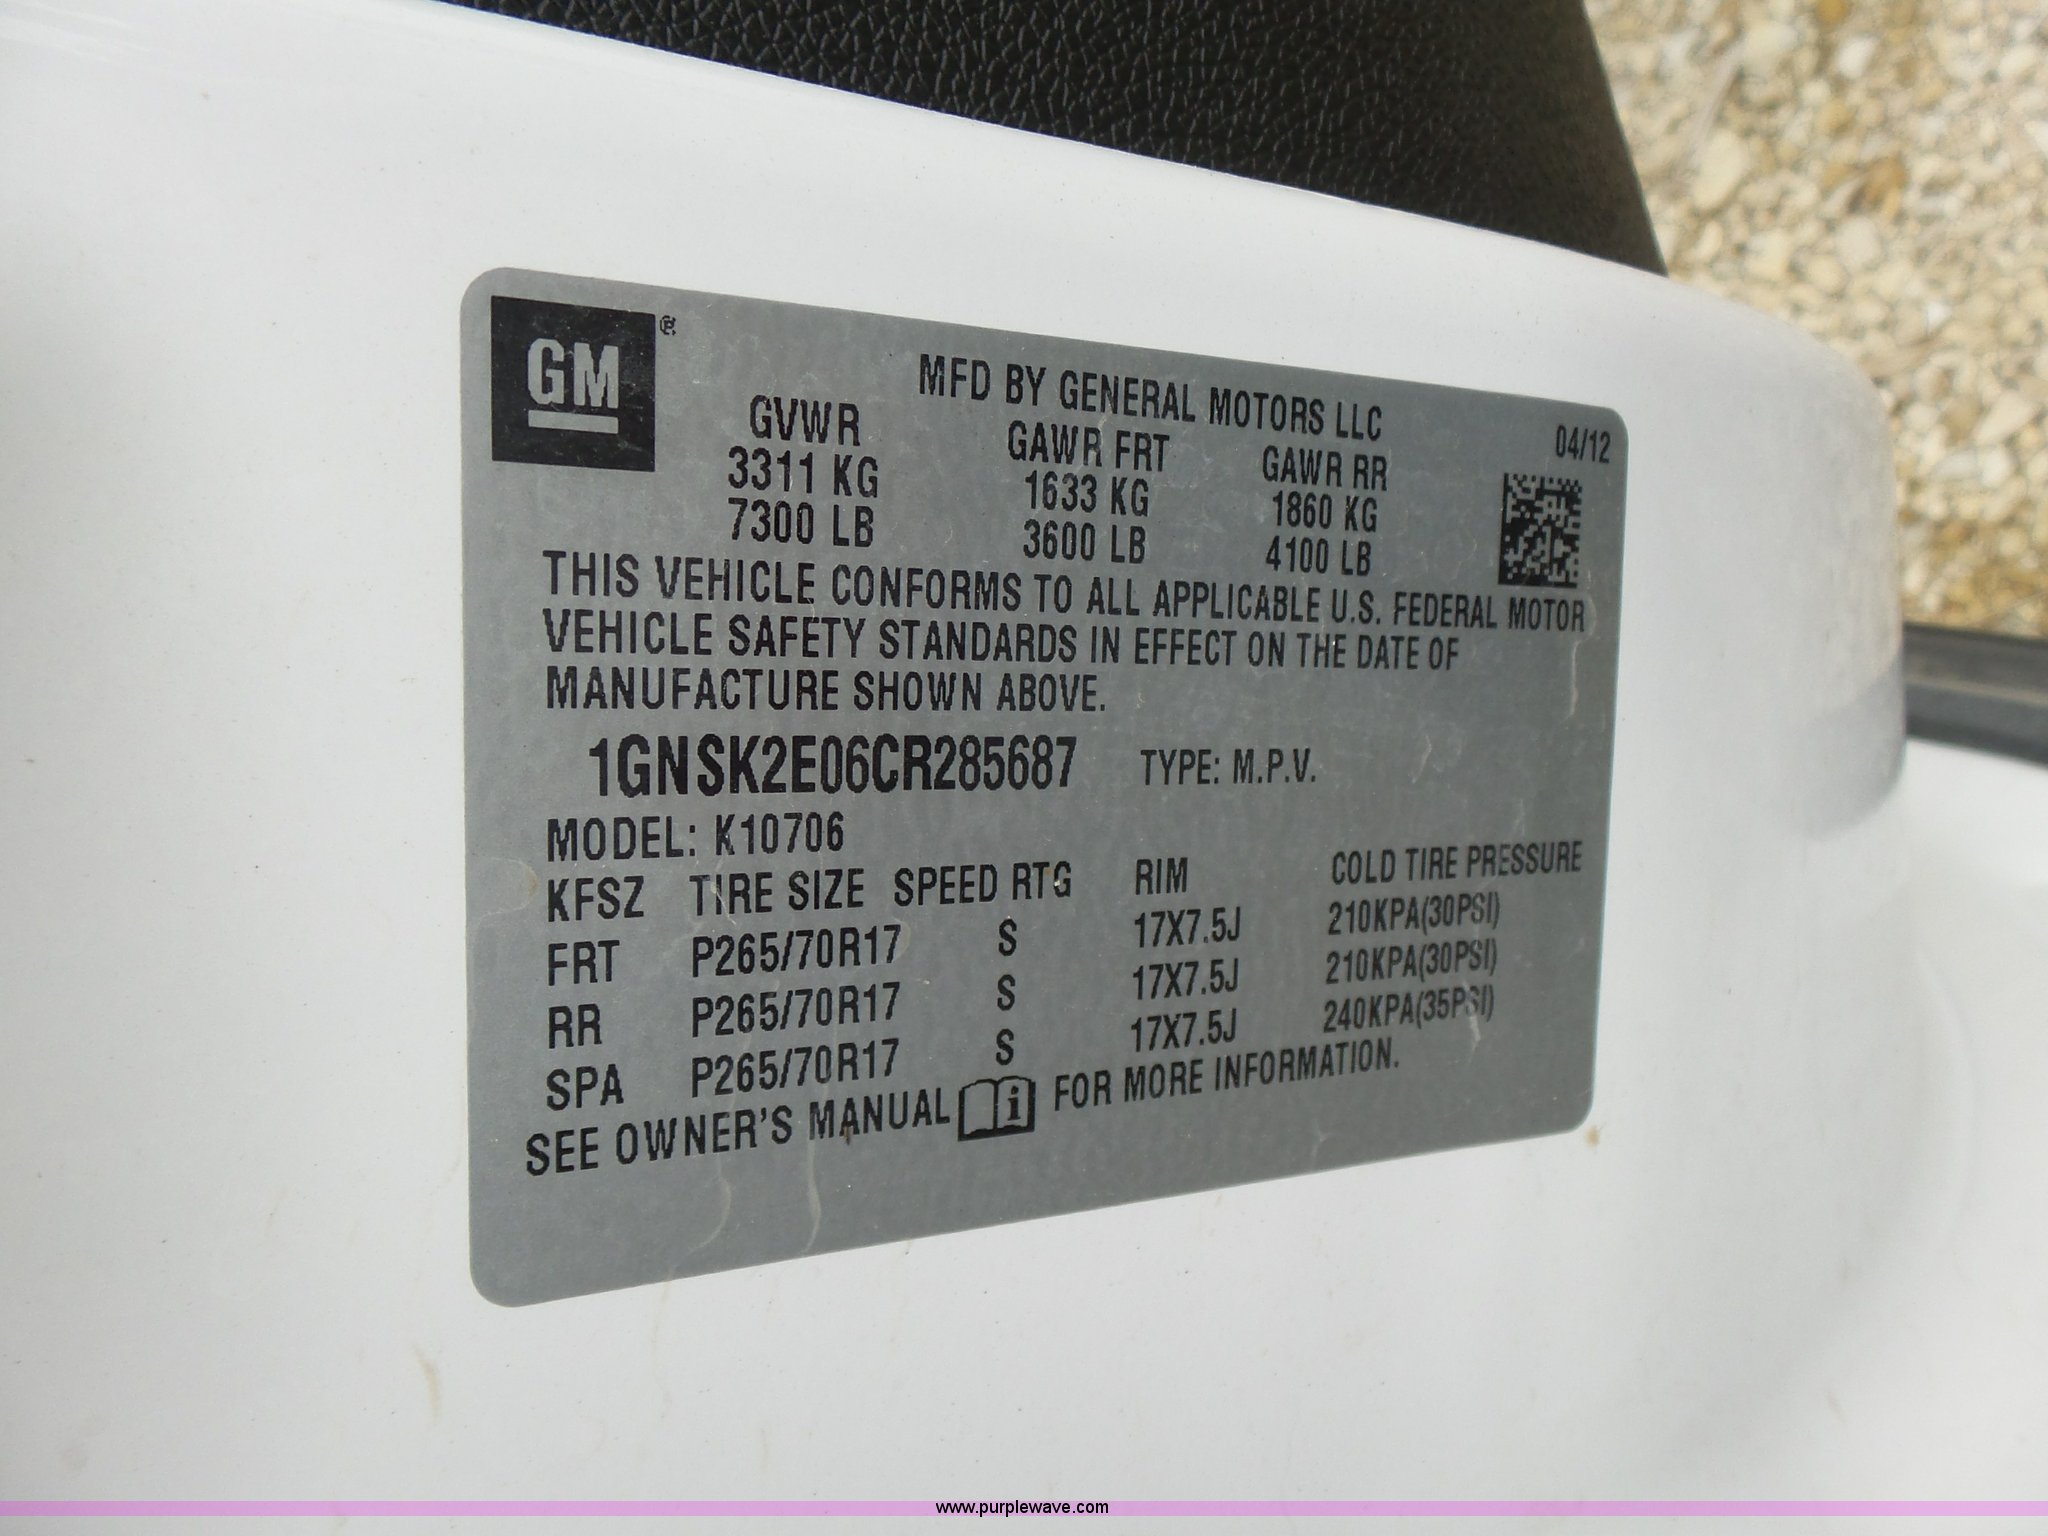 GM
MFD BY GENERAL MOTORS LLC
04/12
GVWR GAWR FRT GAWR RR
3311 KG 1633 KG 1860 KG
7300 LB 3600 LB 4100 LB
THIS VEHICLE CONFORMS TO ALL APPLICABLE U.S. FEDERAL MOTOR
VEHICLE SAFETY STANDARDS IN EFFECT ON THE DATE OF
MANUFACTURE SHOWN ABOVE.
1GNSK2E06CR285687 TYPE: M.P.V.
MODEL: K10706
KFSZ TIRE SIZE SPEED RTG RIM COLD TIRE PRESSURE
FRT P265/70R17 S 17X7.5J 210KPA(30PSI)
RR P265/70R17 S 17X7.5J 210KPA(30PSI)
SPA P265/70R17 S 17X7.5J 240KPA(35PSI)
SEE OWNER'S MANUAL i FOR MORE INFORMATION.
www.purplewave.com